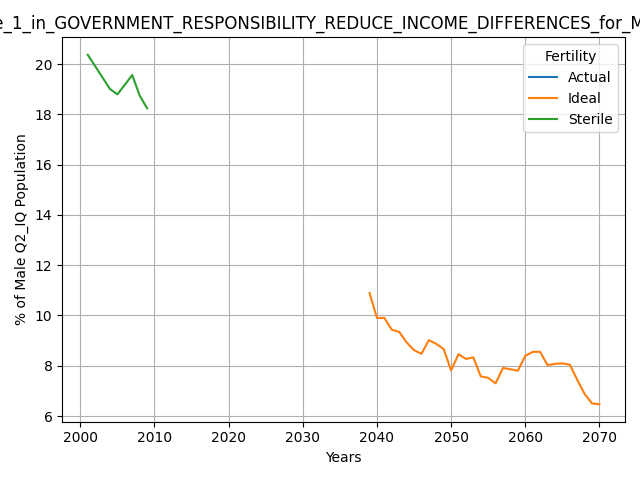 e_1_in_GOVERNMENT_RESPONSIBILITY_REDUCE_INCOME_DIFFERENCES_for_M
Fertility
Actual
Ideal
Sterile
% of Male Q2_IQ Population
20
18
16
14
12
10
8
6
2000 2010 2020 2030 2040 2050 2060 2070
Years